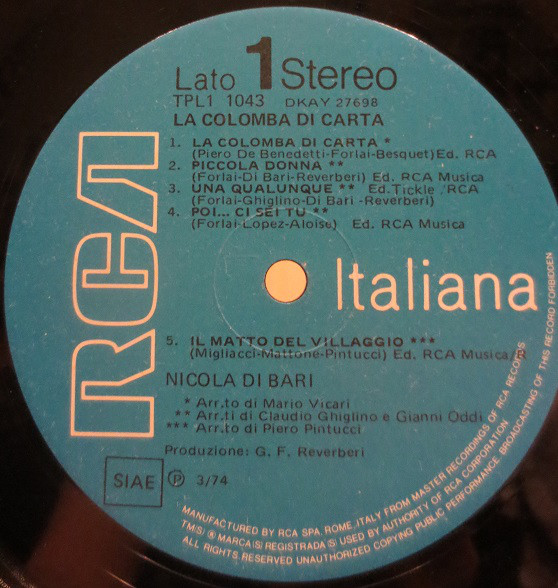 Lato 1 Stereo
TPL1 1043 DKAY 27698
LA COLOMBA DI CARTA
1. LA COLOMBA DI CARTA *
(Piero De Benedetti-Forlai-Besquet)Ed. RCA
2. PICCOLA DONNA **
(Forlai-Di Bari-Reverberi) Ed. RCA Musica
3. UNA QUALUNQUE ** Ed.Tickle /RCA
(Forlai-Ghiglino-Di Bari -Reverberi)
4. POI... CI SEI TU **
(Forlai-Lopez-Aloise) Ed. RCA Musica
RCA
Italiana
5. IL MATTO DEL VILLAGGIO ***
(Migliacci-Mattone-Pintucci) Ed. RCA Musica/R
NICOLA DI BARI
* Arr.to di Mario Vicari
** Arr.ti di Claudio Ghiglino e Gianni Oddi
*** Arr.to di Piero Pintucci
Produzione: G. F. Reverberi
SIAE ℗ 3/74
MANUFACTURED BY RCA SPA ROME, ITALY FROM MASTER RECORDINGS OF RCA RECORDS
TM(S) ® MARCA(S) REGISTRADA(S) USED BY AUTHORITY OF RCA CORPORATION
ALL RIGHTS RESERVED UNAUTHORIZED COPYING PUBLIC PERFORMANCE BROADCASTING OF THIS RECORD FORBIDDEN